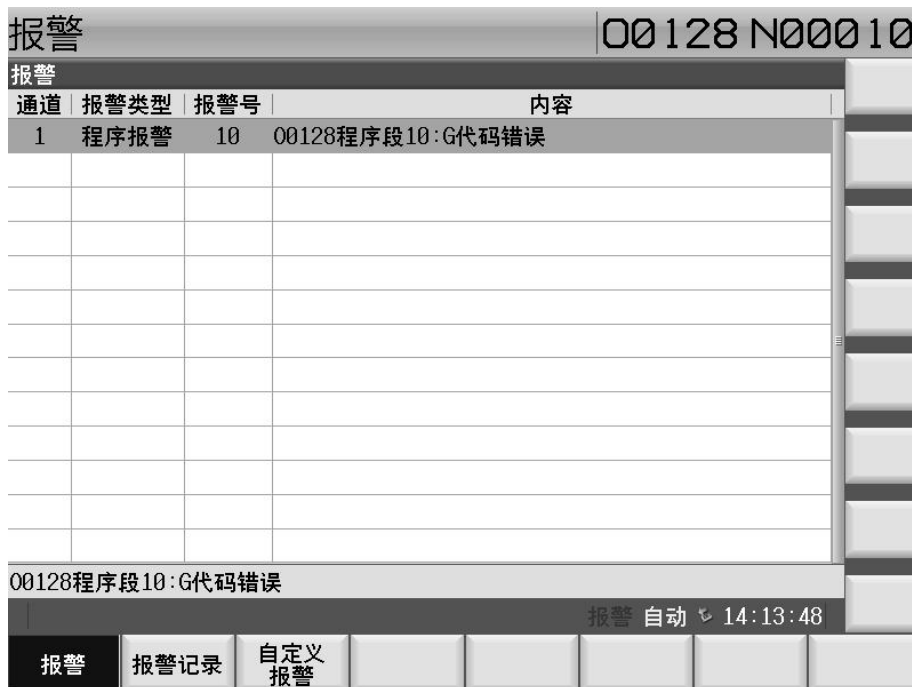 报警 O0128 N00010
报警
通道 报警类型 报警号 内容
1 程序报警 10 O0128程序段10:G代码错误
O0128程序段10:G代码错误
报警 自动 14:13:48
报警 报警记录 自定义
报警